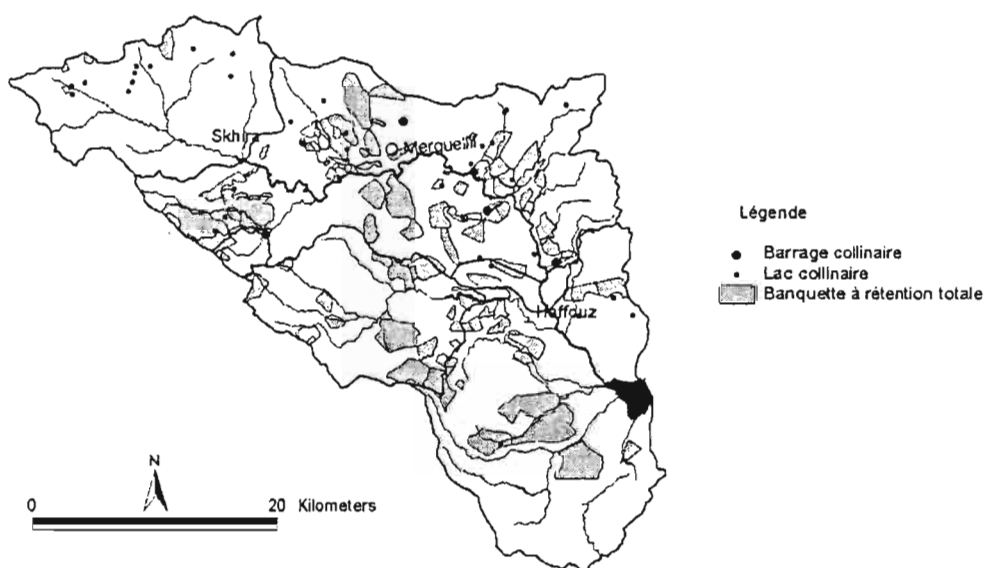 Skhira
O-Merguellil
Haffouz
Légende
Barrage collinaire
Lac collinaire
Banquette à rétention totale
N
0 20 Kilometers